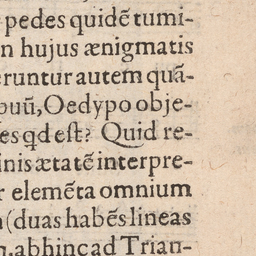 pedes quidẽ tumi-
n hujus ænigmatis
eruntur autem quã-
ouũ, Oedypo obje-
es qd est? Quid re-
inis ætatẽ interpre-
r elemẽta omnium
(duas habẽs lineas
abhinc ad Trian-